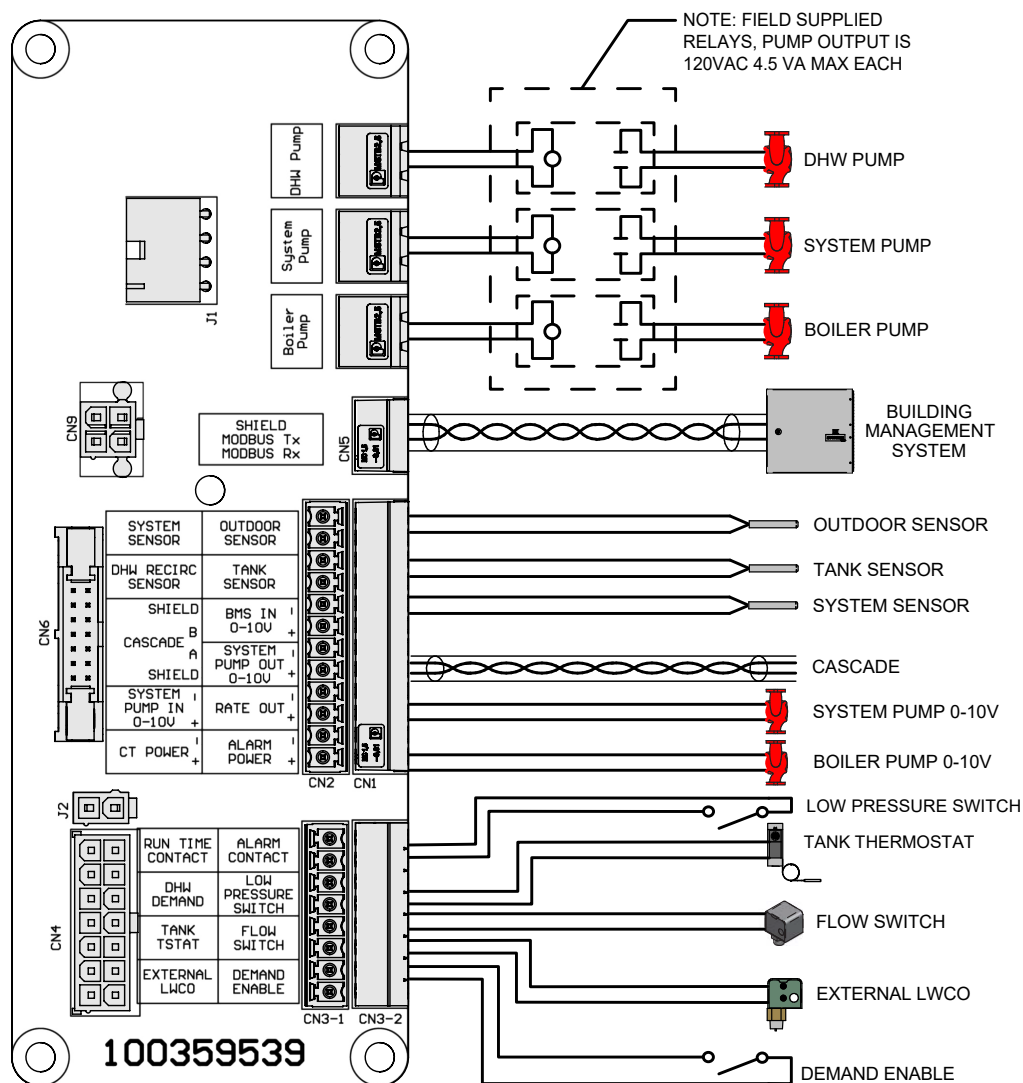 NOTE: FIELD SUPPLIED
RELAYS, PUMP OUTPUT IS
120VAC 4.5 VA MAX EACH
DHW Pump
DHW PUMP
System
Pump
SYSTEM PUMP
J1
Boiler
Pump
BOILER PUMP
CN9
SHIELD
MODBUS Tx
MODBUS Rx
CN5
BUILDING
MANAGEMENT
SYSTEM
SYSTEM
SENSOR
OUTDOOR
SENSOR
OUTDOOR SENSOR
DHW RECIRC
SENSOR
TANK
SENSOR
TANK SENSOR
SYSTEM SENSOR
CN6
SHIELD
CASCADE B
A
SHIELD
BMS IN -
0-10V +
SYSTEM -
PUMP OUT
0-10V +
CASCADE
SYSTEM -
PUMP IN
0-10V +
RATE OUT -
+
SYSTEM PUMP 0-10V
CT POWER -
+
ALARM -
POWER +
BOILER PUMP 0-10V
CN2
CN1
J2
LOW PRESSURE SWITCH
RUN TIME
CONTACT
ALARM
CONTACT
TANK THERMOSTAT
DHW
DEMAND
LOW
PRESSURE
SWITCH
CN4
TANK
TSTAT
FLOW
SWITCH
FLOW SWITCH
EXTERNAL
LWCO
DEMAND
ENABLE
EXTERNAL LWCO
CN3-1
CN3-2
100359539
DEMAND ENABLE